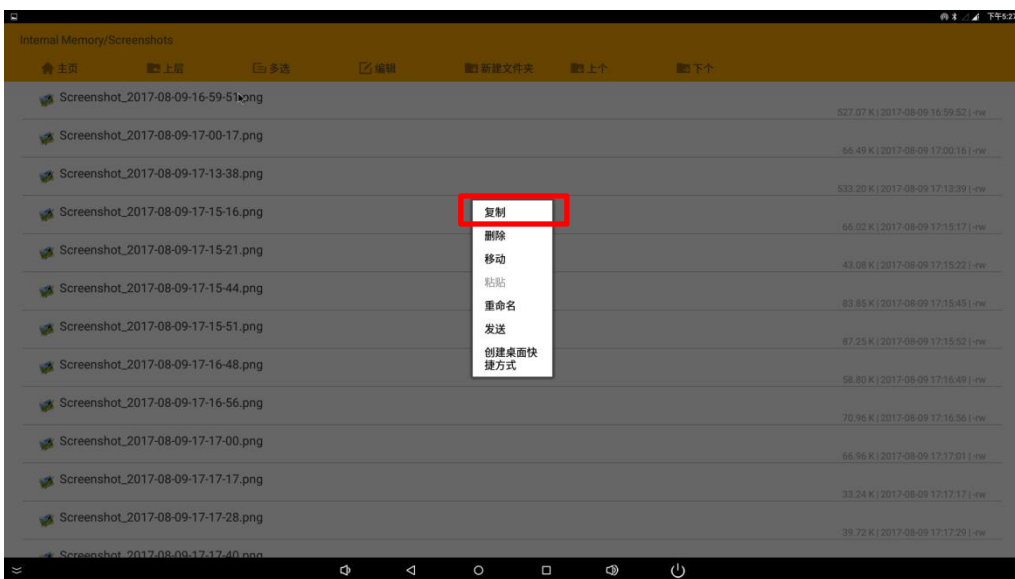 下午5:27
Internal Memory/Screenshots
主页 上层 多选 编辑 新建文件夹 上个 下个
Screenshot_2017-08-09-16-59-51.png
527.07 K | 2017-08-09 16:59:52 | -rw
Screenshot_2017-08-09-17-00-17.png
66.49 K | 2017-08-09 17:00:16 | -rw
Screenshot_2017-08-09-17-13-38.png
533.20 K | 2017-08-09 17:13:39 | -rw
Screenshot_2017-08-09-17-15-16.png
66.02 K | 2017-08-09 17:15:17 | -rw
Screenshot_2017-08-09-17-15-21.png
43.08 K | 2017-08-09 17:15:22 | -rw
Screenshot_2017-08-09-17-15-44.png
83.85 K | 2017-08-09 17:15:45 | -rw
Screenshot_2017-08-09-17-15-51.png
87.25 K | 2017-08-09 17:15:52 | -rw
Screenshot_2017-08-09-17-16-48.png
58.80 K | 2017-08-09 17:16:49 | -rw
Screenshot_2017-08-09-17-16-56.png
70.96 K | 2017-08-09 17:16:56 | -rw
Screenshot_2017-08-09-17-17-00.png
66.96 K | 2017-08-09 17:17:01 | -rw
Screenshot_2017-08-09-17-17-17.png
33.24 K | 2017-08-09 17:17:17 | -rw
Screenshot_2017-08-09-17-17-28.png
39.72 K | 2017-08-09 17:17:29 | -rw
Screenshot_2017-08-09-17-17-40.png
复制
删除
移动
粘贴
重命名
发送
创建桌面快
捷方式